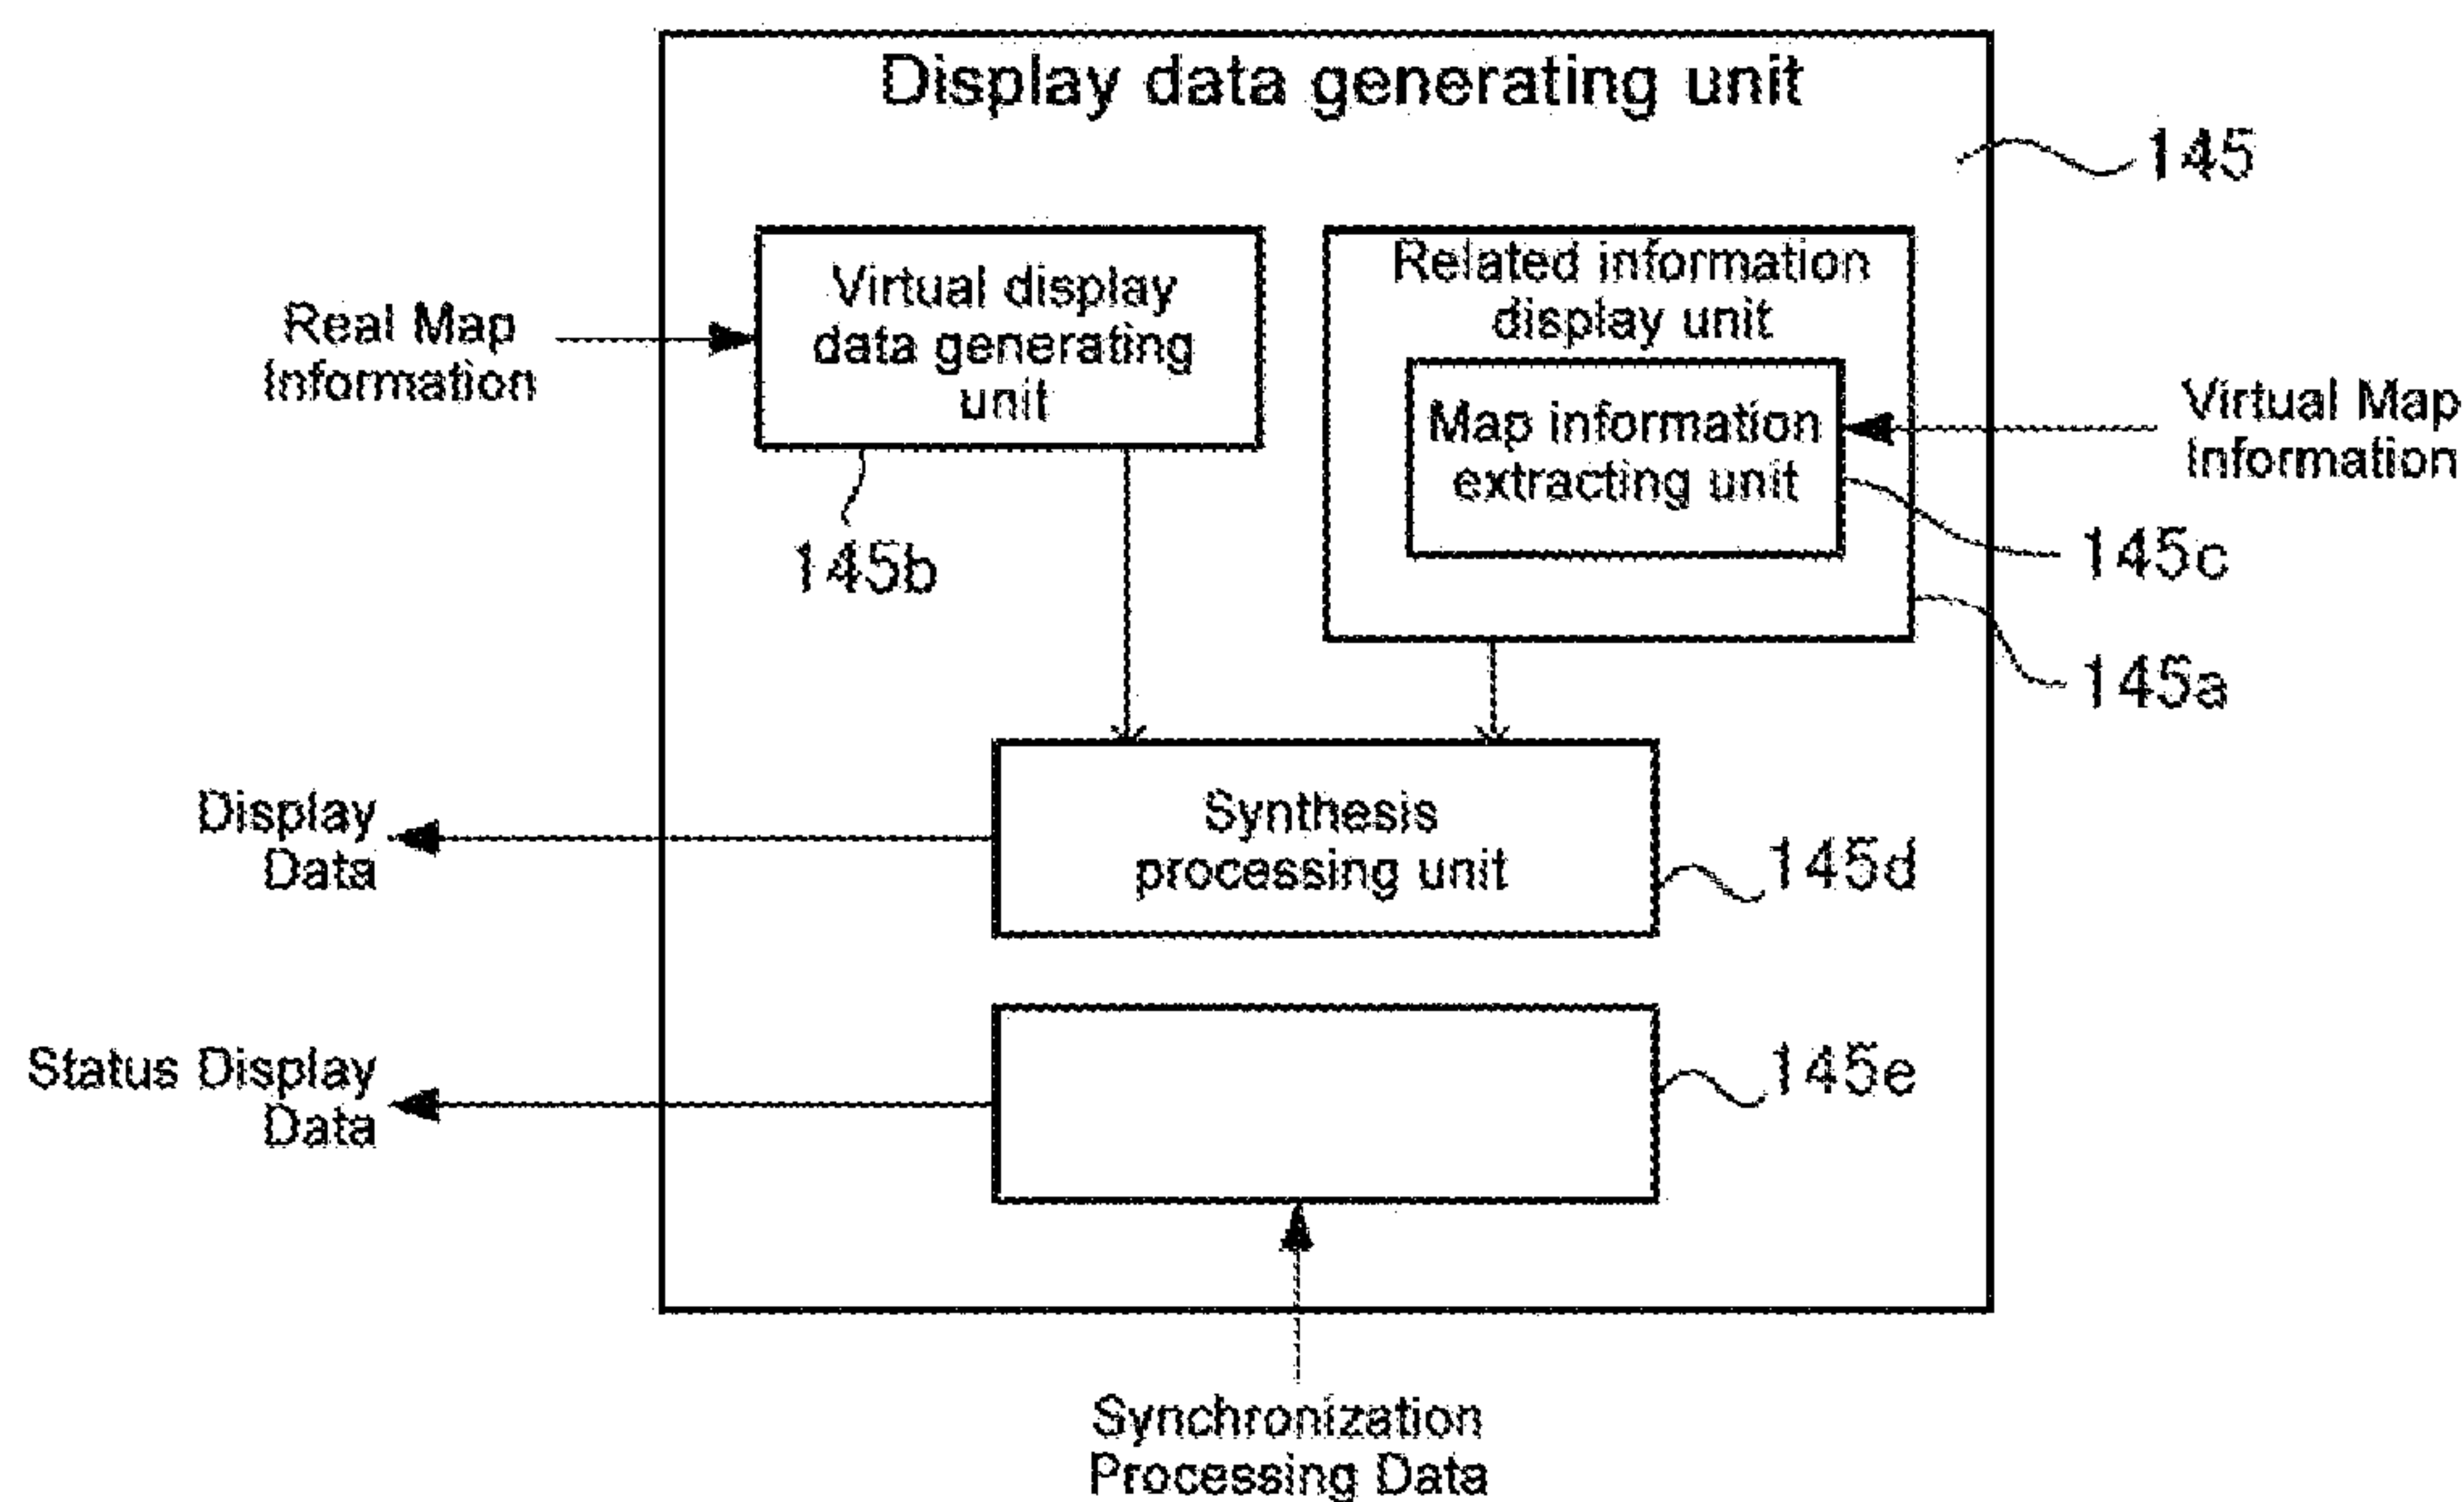 Display data generating unit
145
Virtual display
data generating
unit
Related information
display unit
Real Map
Information
Map information
extracting unit
Virtual Map
Information
145b
145c
145a
Display
Data
Synthesis
processing unit
145d
Status Display
Data
145e
Synchronization
Processing Data